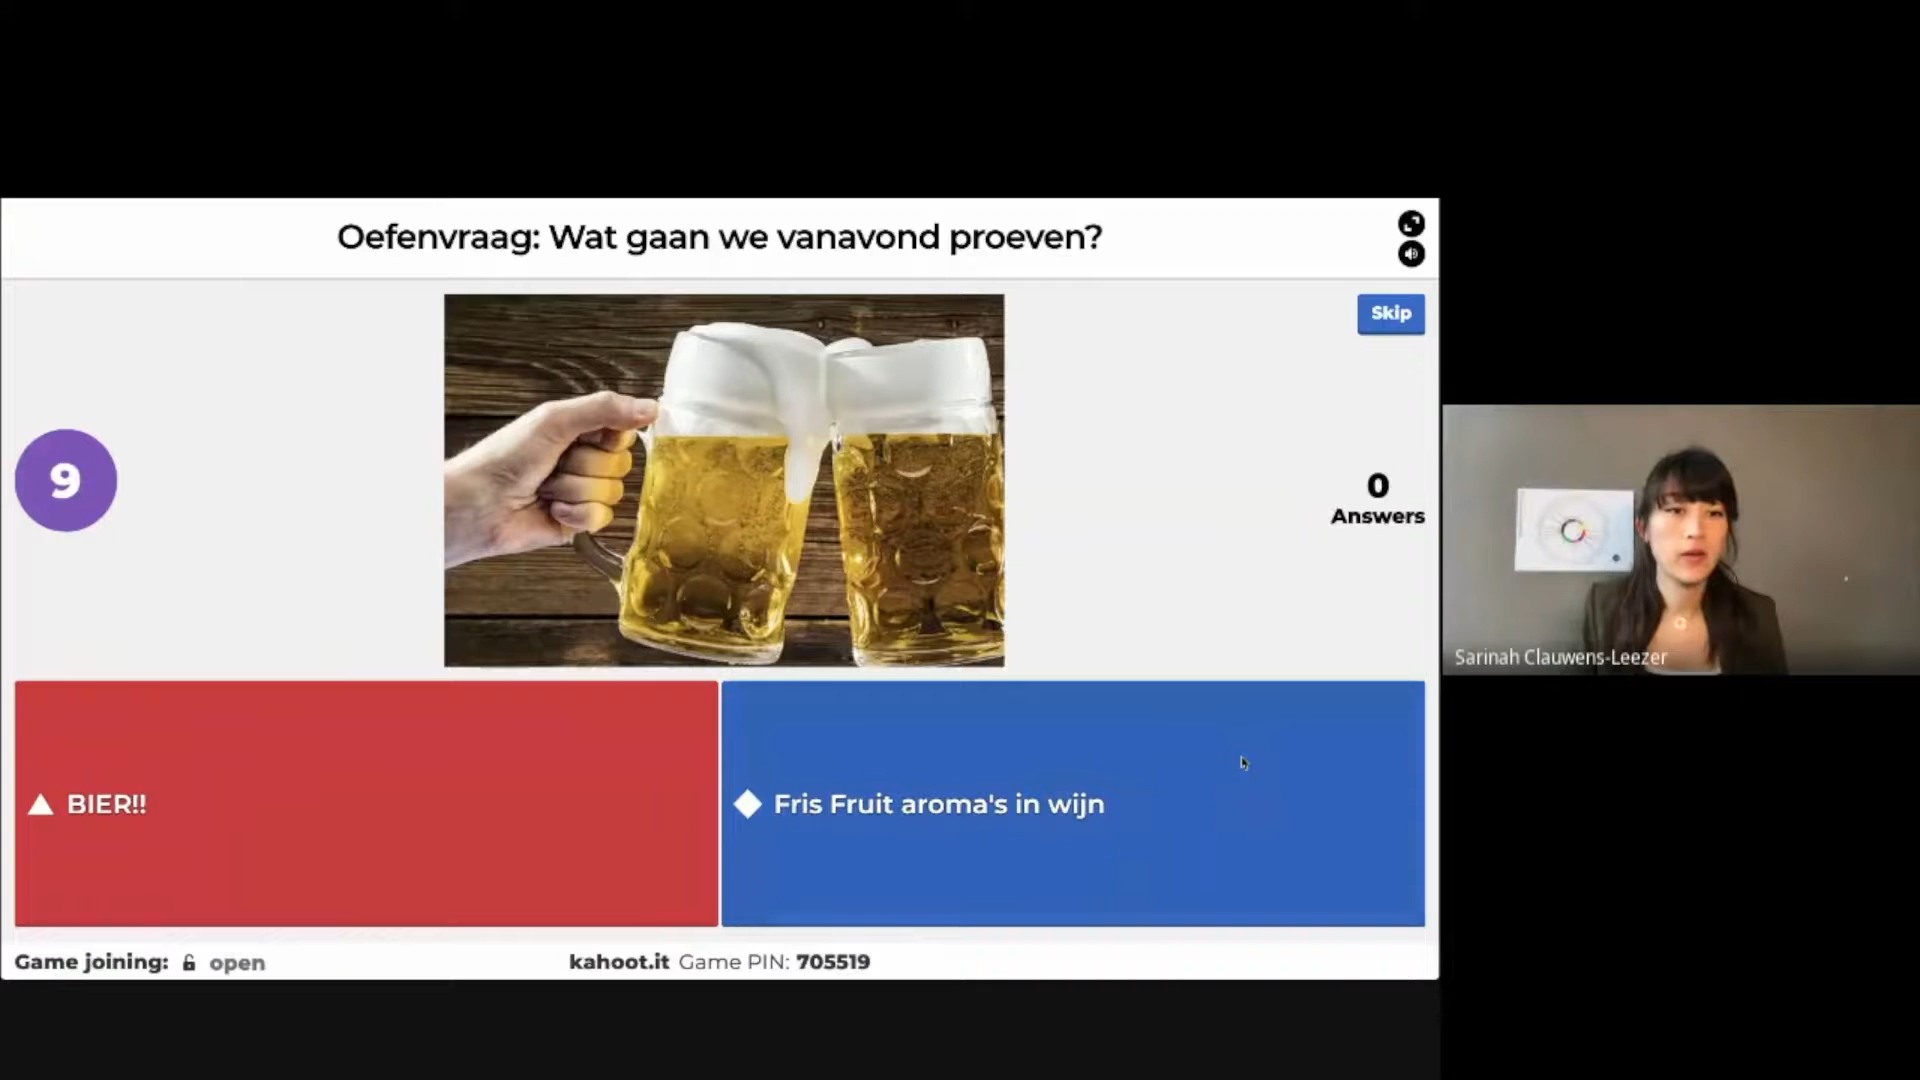 Oefenvraag: Wat gaan we vanavond proeven?
Skip
9
0
Answers
Sarinah Clauwens-Leezer
BIER!!
Fris Fruit aroma's in wijn
Game joining: open
kahoot.it Game PIN: 705519